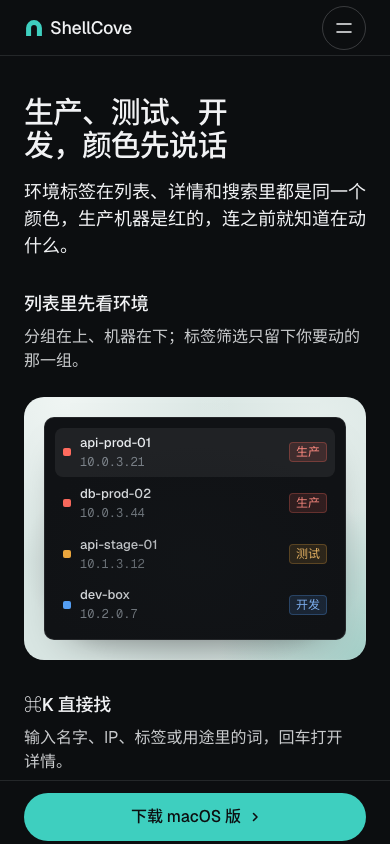 ShellCove
生产、测试、开
发，颜色先说话
环境标签在列表、详情和搜索里都是同一个
颜色，生产机器是红的，连之前就知道在动
什么。
列表里先看环境
分组在上、机器在下；标签筛选只留下你要动的
那一组。
api-prod-01
10.0.3.21
生产
db-prod-02
10.0.3.44
生产
api-stage-01
10.1.3.12
测试
dev-box
10.2.0.7
开发
⌘K 直接找
输入名字、IP、标签或用途里的词，回车打开
详情。
下载 macOS 版 ›